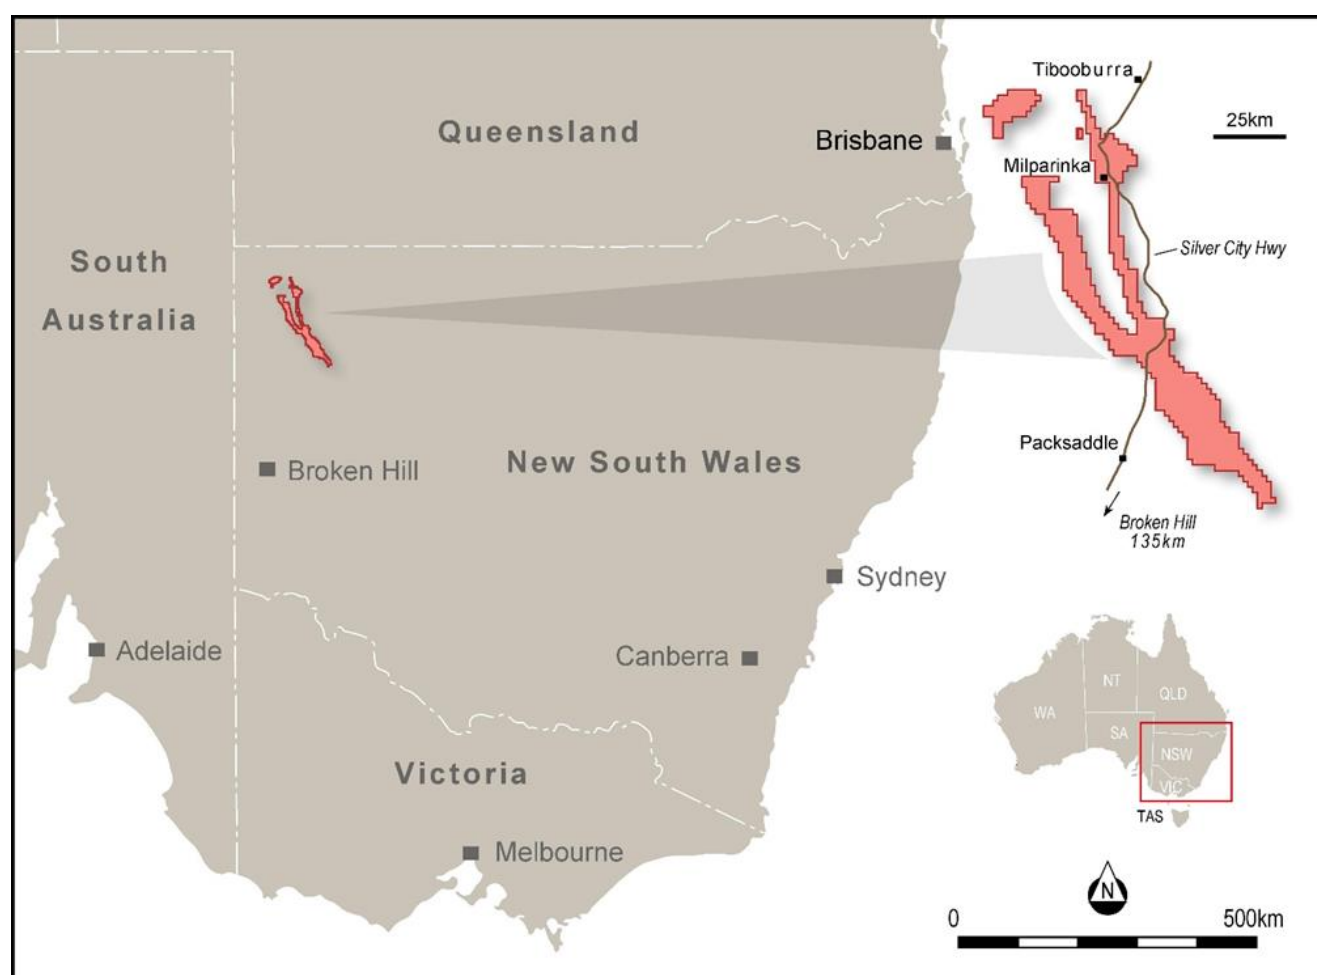 Tibooburra
Queensland
Brisbane
25km
Milparinka
South
Australia
Silver City Hwy
Packsaddle
Broken Hill
New South Wales
Broken Hill
135km
Sydney
Adelaide
Canberra
NT
QLD
WA
SA
NSW
VIC
TAS
Victoria
Melbourne
N
0
500km